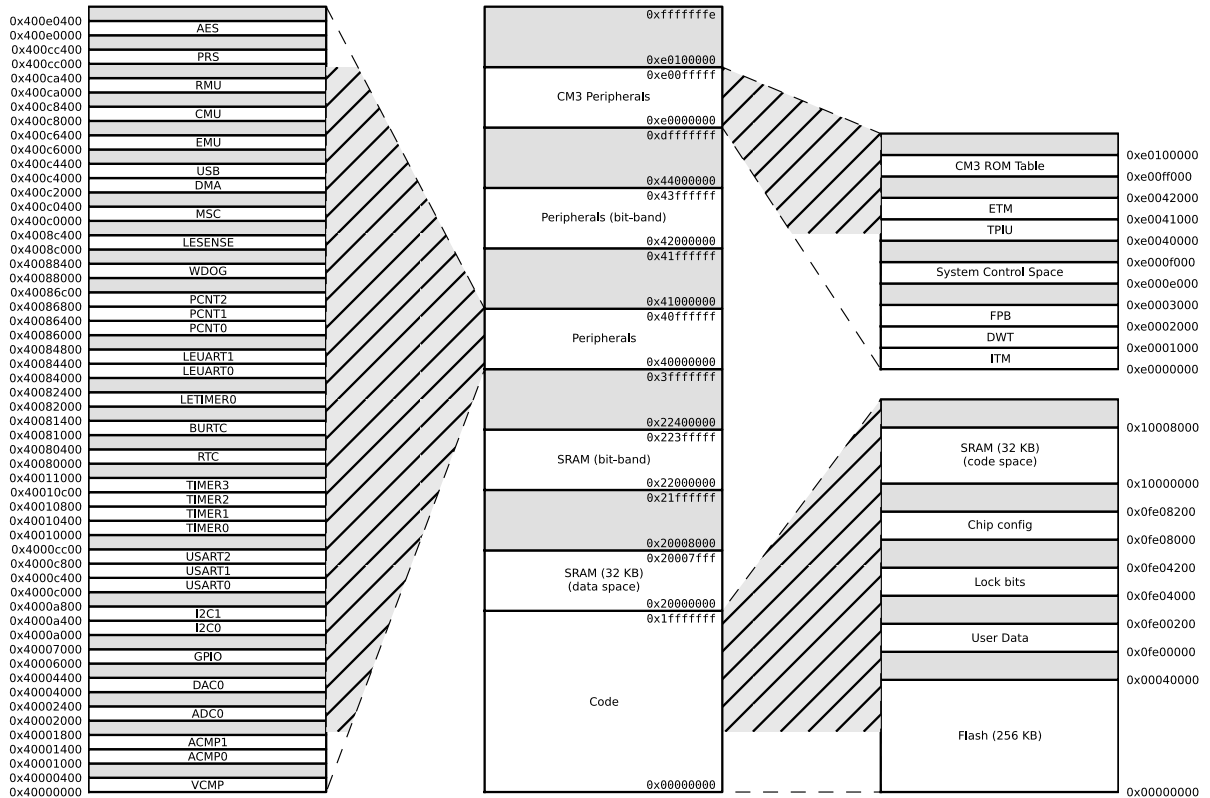 0x400e0400
AES
0x400e0000
0x400cc400
PRS
0x400cc000
0x400ca400
RMU
0x400ca000
0x400c8400
CMU
0x400c8000
0x400c6400
EMU
0x400c6000
0x400c4400
USB
0x400c4000
DMA
0x400c2000
0x400c0400
MSC
0x400c0000
0x4008c400
LESENSE
0x4008c000
0x40088400
WDOG
0x40088000
0x40086c00
PCNT2
0x40086800
PCNT1
0x40086400
PCNT0
0x40086000
0x40084800
LEUART1
0x40084400
LEUART0
0x40084000
0x40082400
LETIMER0
0x40082000
0x40081400
BURTC
0x40081000
0x40080400
RTC
0x40080000
0x40011000
TIMER3
0x40010c00
TIMER2
0x40010800
TIMER1
0x40010400
TIMER0
0x40010000
0x4000cc00
USART2
0x4000c800
USART1
0x4000c400
USART0
0x4000c000
0x4000a800
I2C1
0x4000a400
I2C0
0x4000a000
0x40007000
GPIO
0x40006000
0x40004400
DAC0
0x40004000
0x40002400
ADC0
0x40002000
0x40001800
ACMP1
0x40001400
ACMP0
0x40001000
0x40000400
VCMP
0x40000000
0xfffffffe
0xe0100000
0xe00fffff
CM3 Peripherals
0xe0000000
0xdfffffff
0x44000000
0x43ffffff
Peripherals (bit-band)
0x42000000
0x41ffffff
0x41000000
0x40ffffff
Peripherals
0x40000000
0x3fffffff
0x22400000
0x223fffff
SRAM (bit-band)
0x22000000
0x21ffffff
0x20008000
0x20007fff
SRAM (32 KB)
(data space)
0x20000000
0x1fffffff
Code
0x00000000
0xe0100000
CM3 ROM Table
0xe00ff000
0xe0042000
ETM
0xe0041000
TPIU
0xe0040000
0xe000f000
System Control Space
0xe000e000
0xe0003000
FPB
0xe0002000
DWT
0xe0001000
ITM
0xe0000000
0x10008000
SRAM (32 KB)
(code space)
0x10000000
0x0fe08200
Chip config
0x0fe08000
0x0fe04200
Lock bits
0x0fe04000
0x0fe00200
User Data
0x0fe00000
0x00040000
Flash (256 KB)
0x00000000